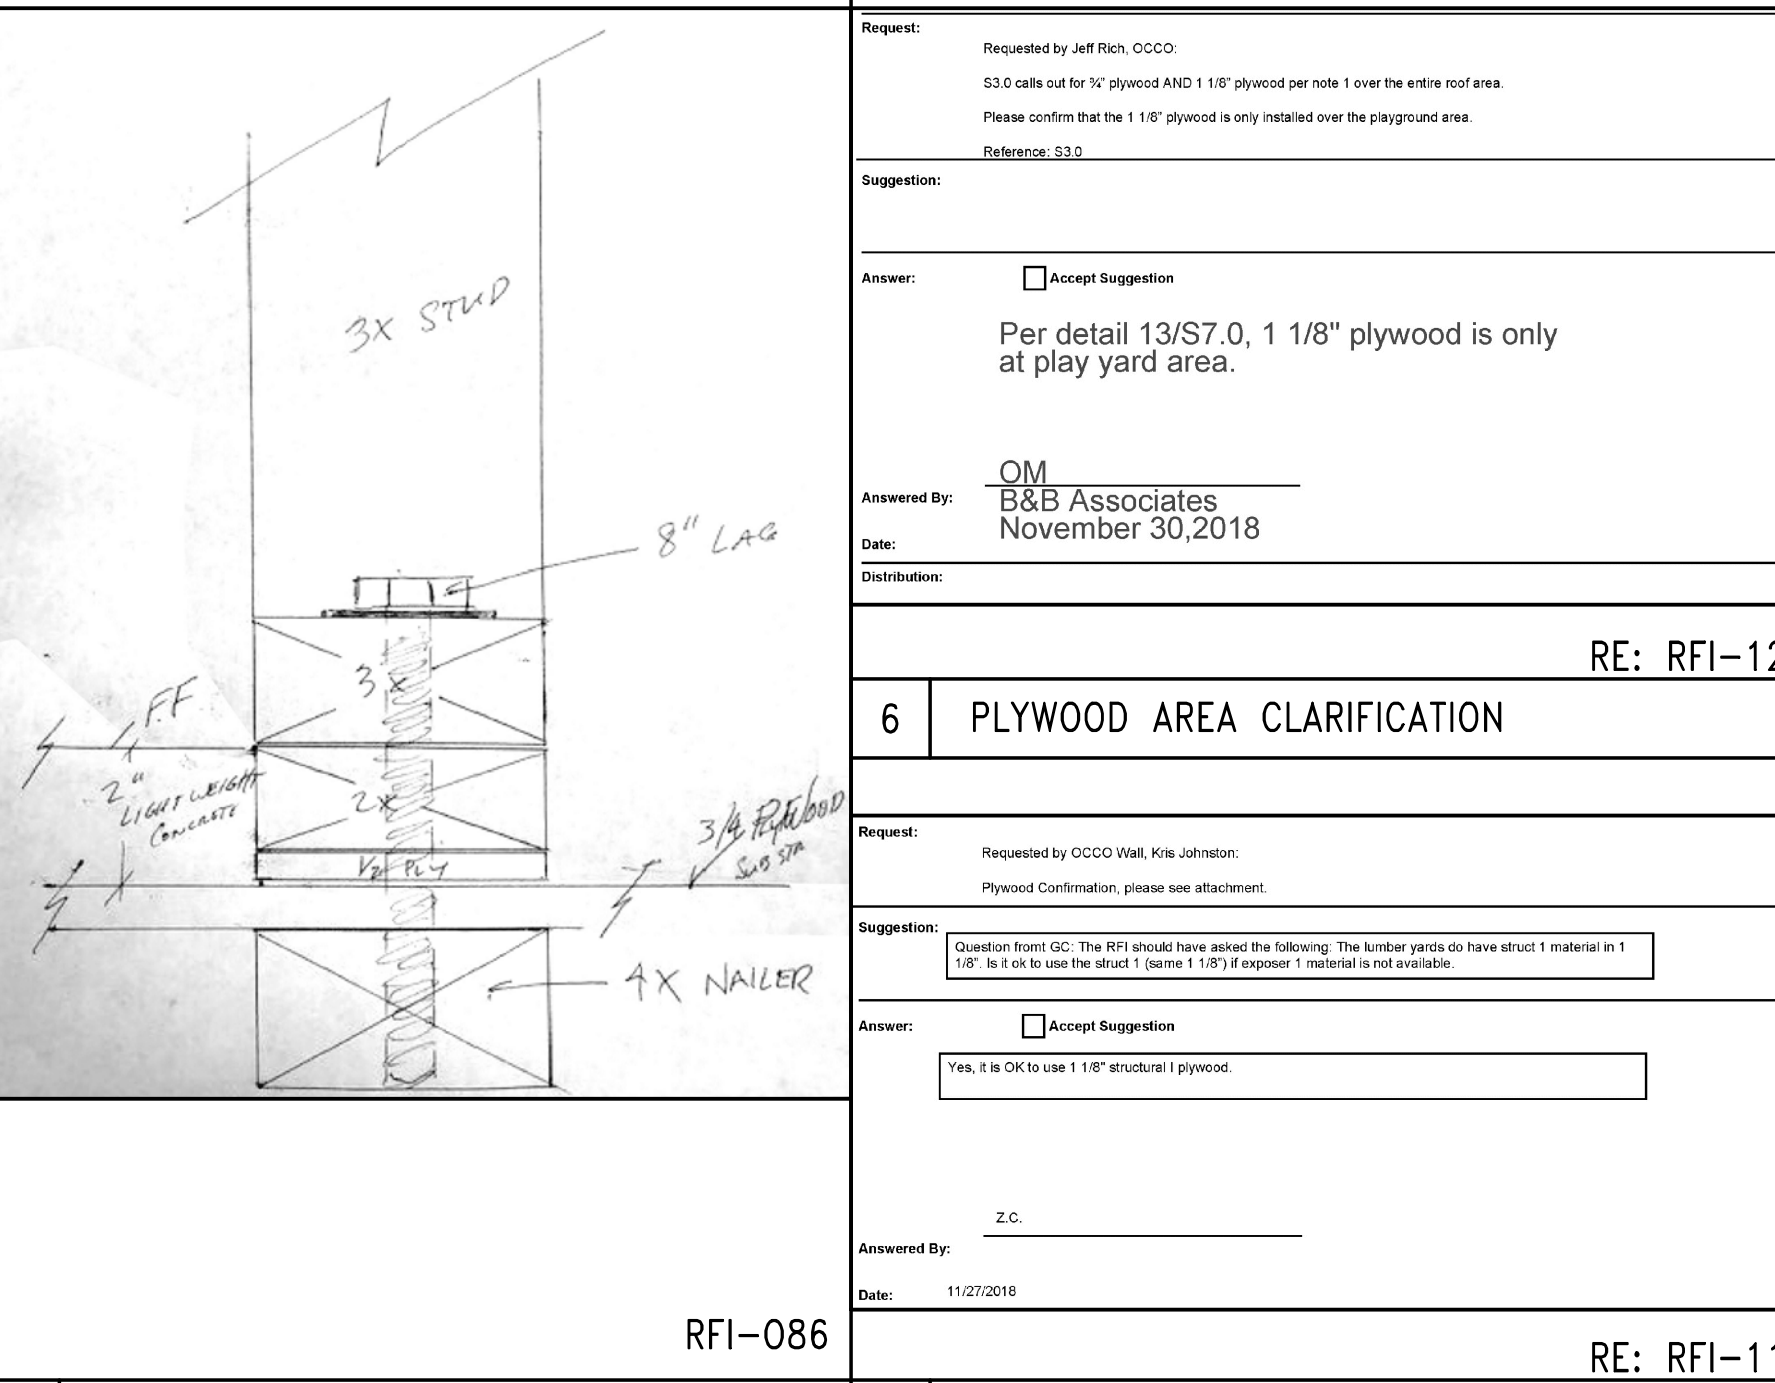 3X STUD
8" LAG
3x
F.F
2"
LIGHT WEIGHT
CONCRETE
2x
3/4 PLYWOOD
SUB STR
1/2 PLY
4X NAILER
RFI-086
Request:
Requested by Jeff Rich, OCCO:
S3.0 calls out for ¾" plywood AND 1 1/8" plywood per note 1 over the entire roof area.
Please confirm that the 1 1/8" plywood is only installed over the playground area.
Reference: S3.0
Suggestion:
Answer:
Accept Suggestion
Per detail 13/S7.0, 1 1/8" plywood is only
at play yard area.
OM
Answered By:
B&B Associates
November 30,2018
Date:
Distribution:
RE: RFI-12
6
PLYWOOD AREA CLARIFICATION
Request:
Requested by OCCO Wall, Kris Johnston:
Plywood Confirmation, please see attachment.
Suggestion:
Question fromt GC: The RFI should have asked the following: The lumber yards do have struct 1 material in 1
1/8". Is it ok to use the struct 1 (same 1 1/8") if exposer 1 material is not available.
Answer:
Accept Suggestion
Yes, it is OK to use 1 1/8" structural I plywood.
Z.C.
Answered By:
Date:
11/27/2018
RE: RFI-11